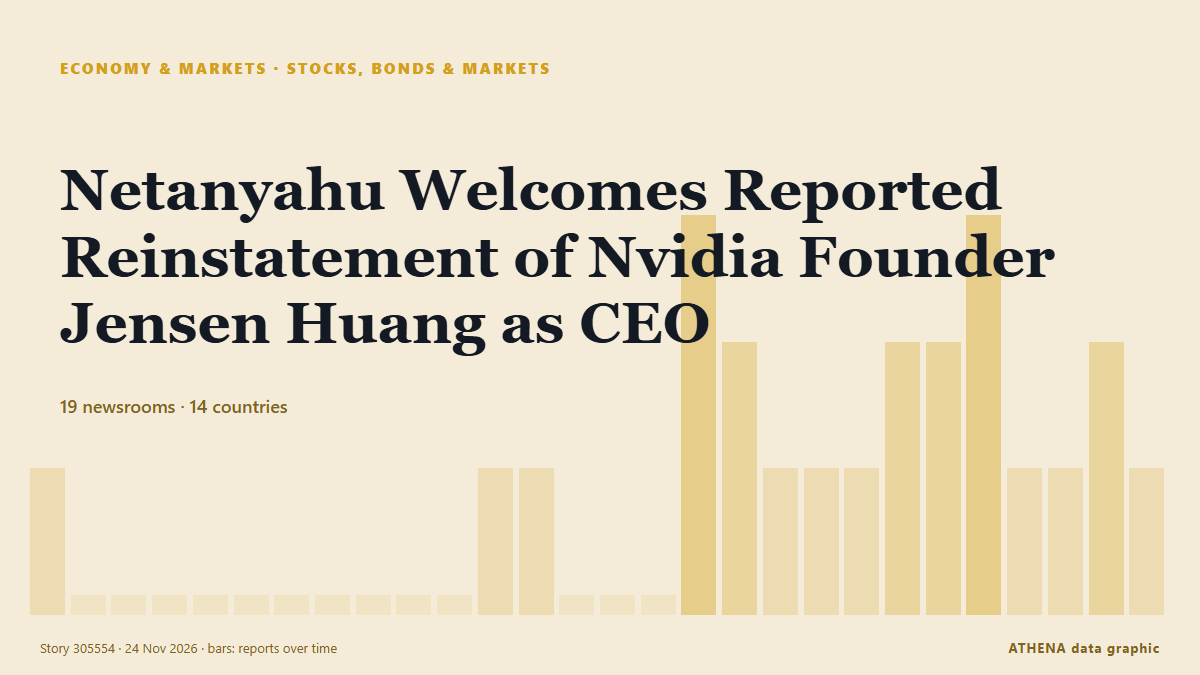 ECONOMY & MARKETS · STOCKS, BONDS & MARKETS
Netanyahu Welcomes Reported
Reinstatement of Nvidia Founder
Jensen Huang as CEO
19 newsrooms · 14 countries
Story 305554 · 24 Nov 2026 · bars: reports over time
ATHENA data graphic